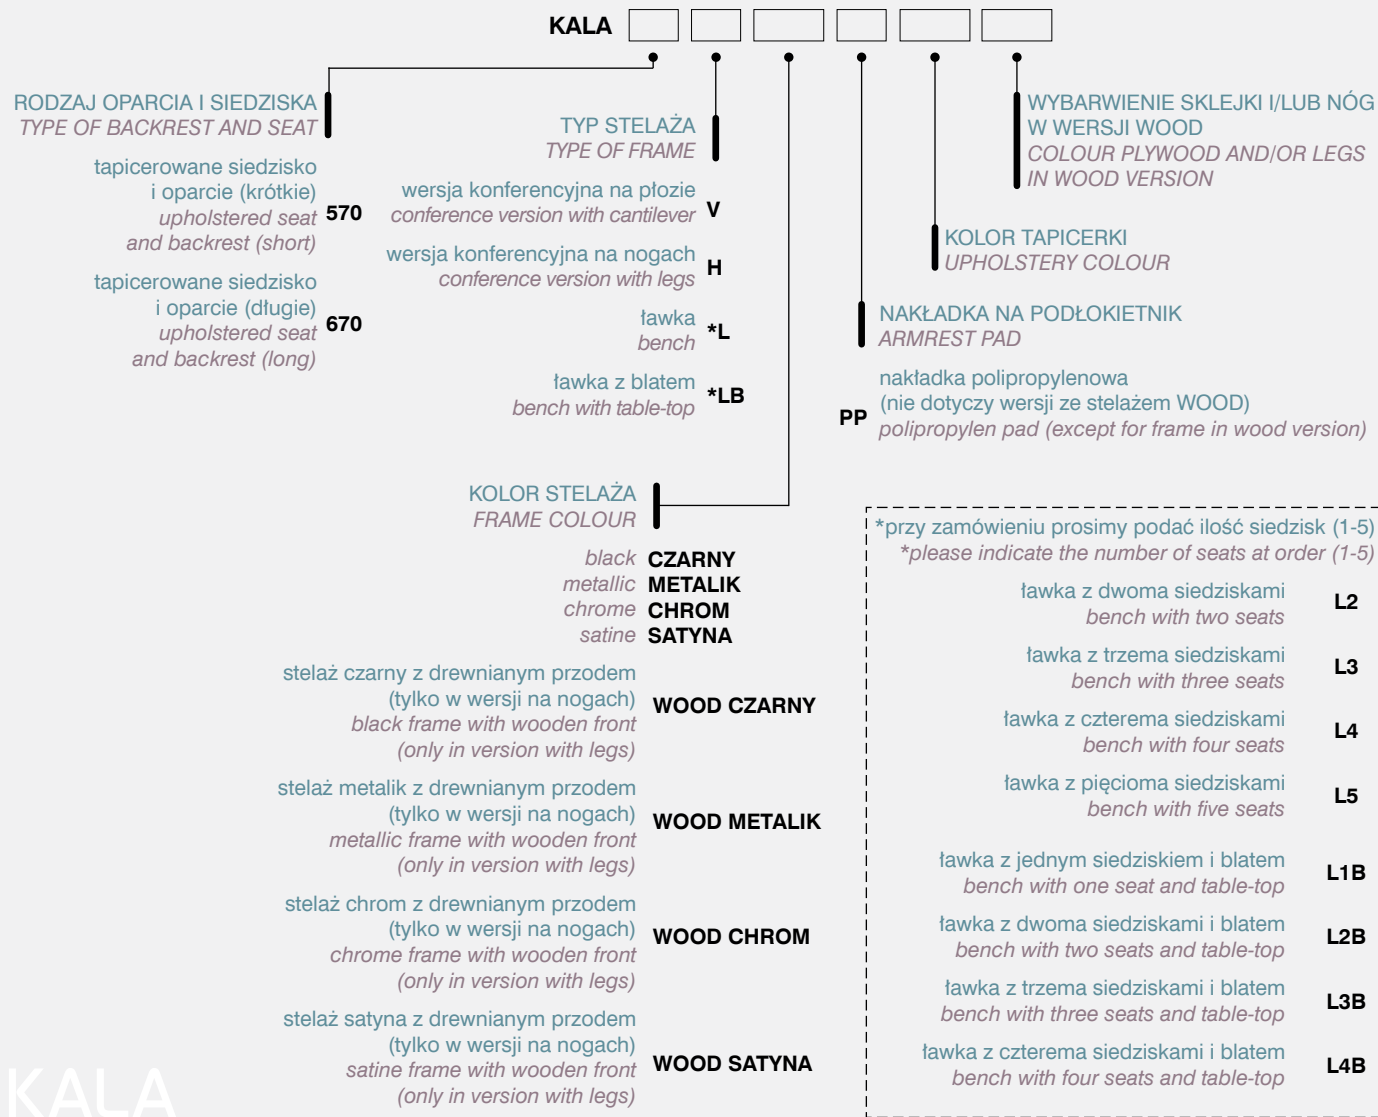 KALA
RODZAJ OPARCIA I SIEDZISKA
TYPE OF BACKREST AND SEAT
tapicerowane siedzisko
i oparcie (krótkie)
upholstered seat
and backrest (short)
570
tapicerowane siedzisko
i oparcie (długie)
upholstered seat
and backrest (long)
670
TYP STELAŻA
TYPE OF FRAME
wersja konferencyjna na płozie
conference version with cantilever
V
wersja konferencyjna na nogach
conference version with legs
H
ławka
bench
*L
ławka z blatem
bench with table-top
*LB
WYBARWIENIE SKLEJKI I/LUB NÓG
W WERSJI WOOD
COLOUR PLYWOOD AND/OR LEGS
IN WOOD VERSION
KOLOR TAPICERKI
UPHOLSTERY COLOUR
NAKŁADKA NA PODŁOKIETNIK
ARMREST PAD
PP
nakładka polipropylenowa
(nie dotyczy wersji ze stelażem WOOD)
polipropylen pad (except for frame in wood version)
KOLOR STELAŻA
FRAME COLOUR
black CZARNY
metallic METALIK
chrome CHROM
satine SATYNA
stelaż czarny z drewnianym przodem
(tylko w wersji na nogach)
black frame with wooden front
(only in version with legs)
WOOD CZARNY
stelaż metalik z drewnianym przodem
(tylko w wersji na nogach)
metallic frame with wooden front
(only in version with legs)
WOOD METALIK
stelaż chrom z drewnianym przodem
(tylko w wersji na nogach)
chrome frame with wooden front
(only in version with legs)
WOOD CHROM
stelaż satyna z drewnianym przodem
(tylko w wersji na nogach)
satine frame with wooden front
(only in version with legs)
WOOD SATYNA
*przy zamówieniu prosimy podać ilość siedzisk (1-5)
*please indicate the number of seats at order (1-5)
ławka z dwoma siedziskami
bench with two seats
L2
ławka z trzema siedziskami
bench with three seats
L3
ławka z czterema siedziskami
bench with four seats
L4
ławka z pięcioma siedziskami
bench with five seats
L5
ławka z jednym siedziskiem i blatem
bench with one seat and table-top
L1B
ławka z dwoma siedziskami i blatem
bench with two seats and table-top
L2B
ławka z trzema siedziskami i blatem
bench with three seats and table-top
L3B
ławka z czterema siedziskami i blatem
bench with four seats and table-top
L4B
KALA